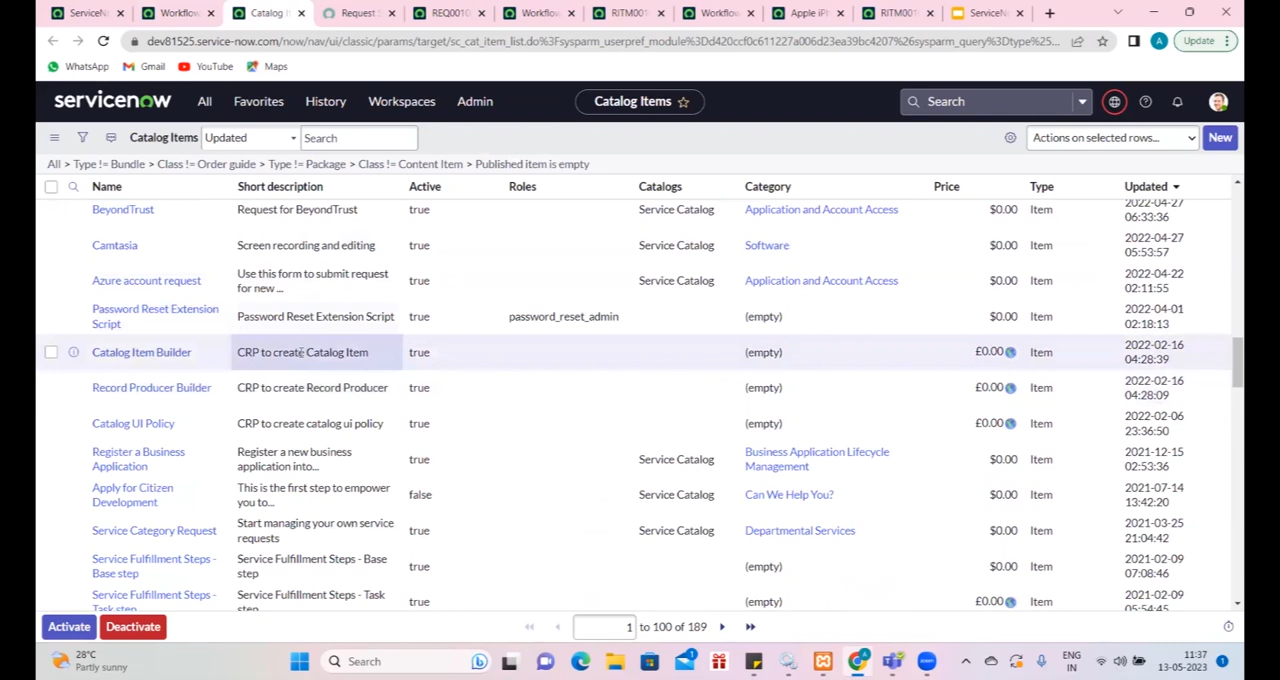 ServiceNe
Workflow
Catalog I
Request S
REQ0010
Workflow
RITM001
Workflow
Apple iPh
RITM001
ServiceN
dev81525.service-now.com/now/nav/ui/classic/params/target/sc_cat_item_list.do%3Fsysparm_userpref_module%3Dd420ccf0c611227a006d23ea39bc4207%26sysparm_query%3Dtype%25...
A
Update
WhatsApp
Gmail
YouTube
Maps
servicenow
All
Favorites
History
Workspaces
Admin
Catalog Items
Search
Catalog Items
Updated
Search
Actions on selected rows...
New
All > Type != Bundle > Class != Order guide > Type != Package > Class != Content Item > Published item is empty
Name Short description Active Roles Catalogs Category Price Type Updated
BeyondTrust Request for BeyondTrust true Service Catalog Application and Account Access $0.00 Item 2022-04-27
06:33:36
Camtasia Screen recording and editing true Service Catalog Software $0.00 Item 2022-04-27
05:53:57
Azure account request Use this form to submit request true Service Catalog Application and Account Access $0.00 Item 2022-04-22
for new ... 02:11:55
Password Reset Extension Password Reset Extension Script true password_reset_admin (empty) $0.00 Item 2022-04-01
Script 02:18:13
Catalog Item Builder CRP to create Catalog Item true (empty) £0.00 Item 2022-02-16
04:28:39
Record Producer Builder CRP to create Record Producer true (empty) £0.00 Item 2022-02-16
04:28:09
Catalog UI Policy CRP to create catalog ui policy true (empty) £0.00 Item 2022-02-06
23:36:50
Register a Business Register a new business true Service Catalog Business Application Lifecycle $0.00 Item 2021-12-15
Application application into... Management 02:53:36
Apply for Citizen This is the first step to empower false Service Catalog Can We Help You? $0.00 Item 2021-07-14
Development you to... 13:42:20
Service Category Request Start managing your own service true Service Catalog Departmental Services $0.00 Item 2021-03-25
requests 21:04:42
Service Fulfillment Steps - Service Fulfillment Steps - Base true (empty) $0.00 Item 2021-02-09
Base step step 07:08:46
Service Fulfillment Steps - Service Fulfillment Steps - Task true (empty) £0.00 Item 2021-02-09
Task step step 05:54:45
Activate
Deactivate
1 to 100 of 189
28°C
Partly sunny
Search
1
ENG
IN
11:37
13-05-2023
1